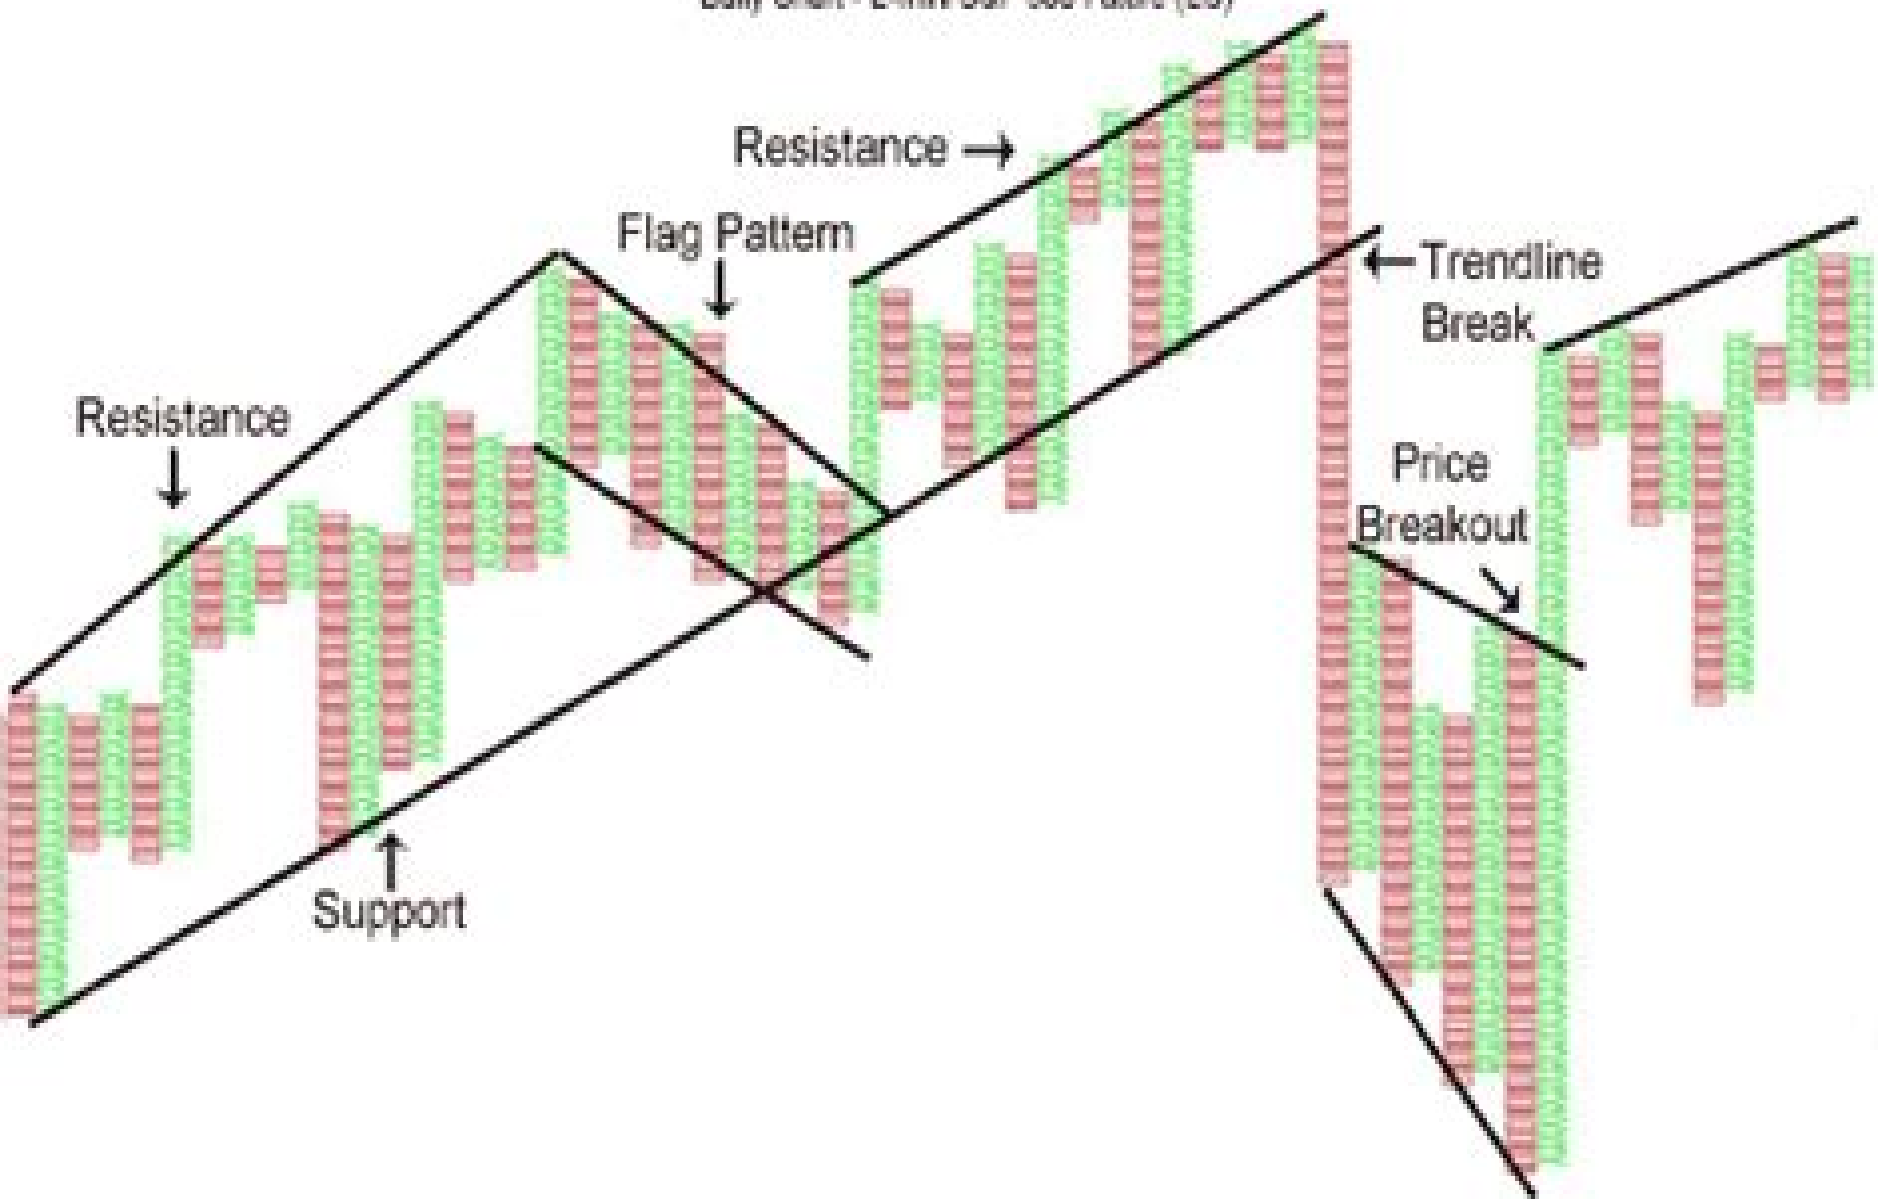 Resistance
Flag Pattern
Resistance
Trendline
Break
Price
Breakout
Support